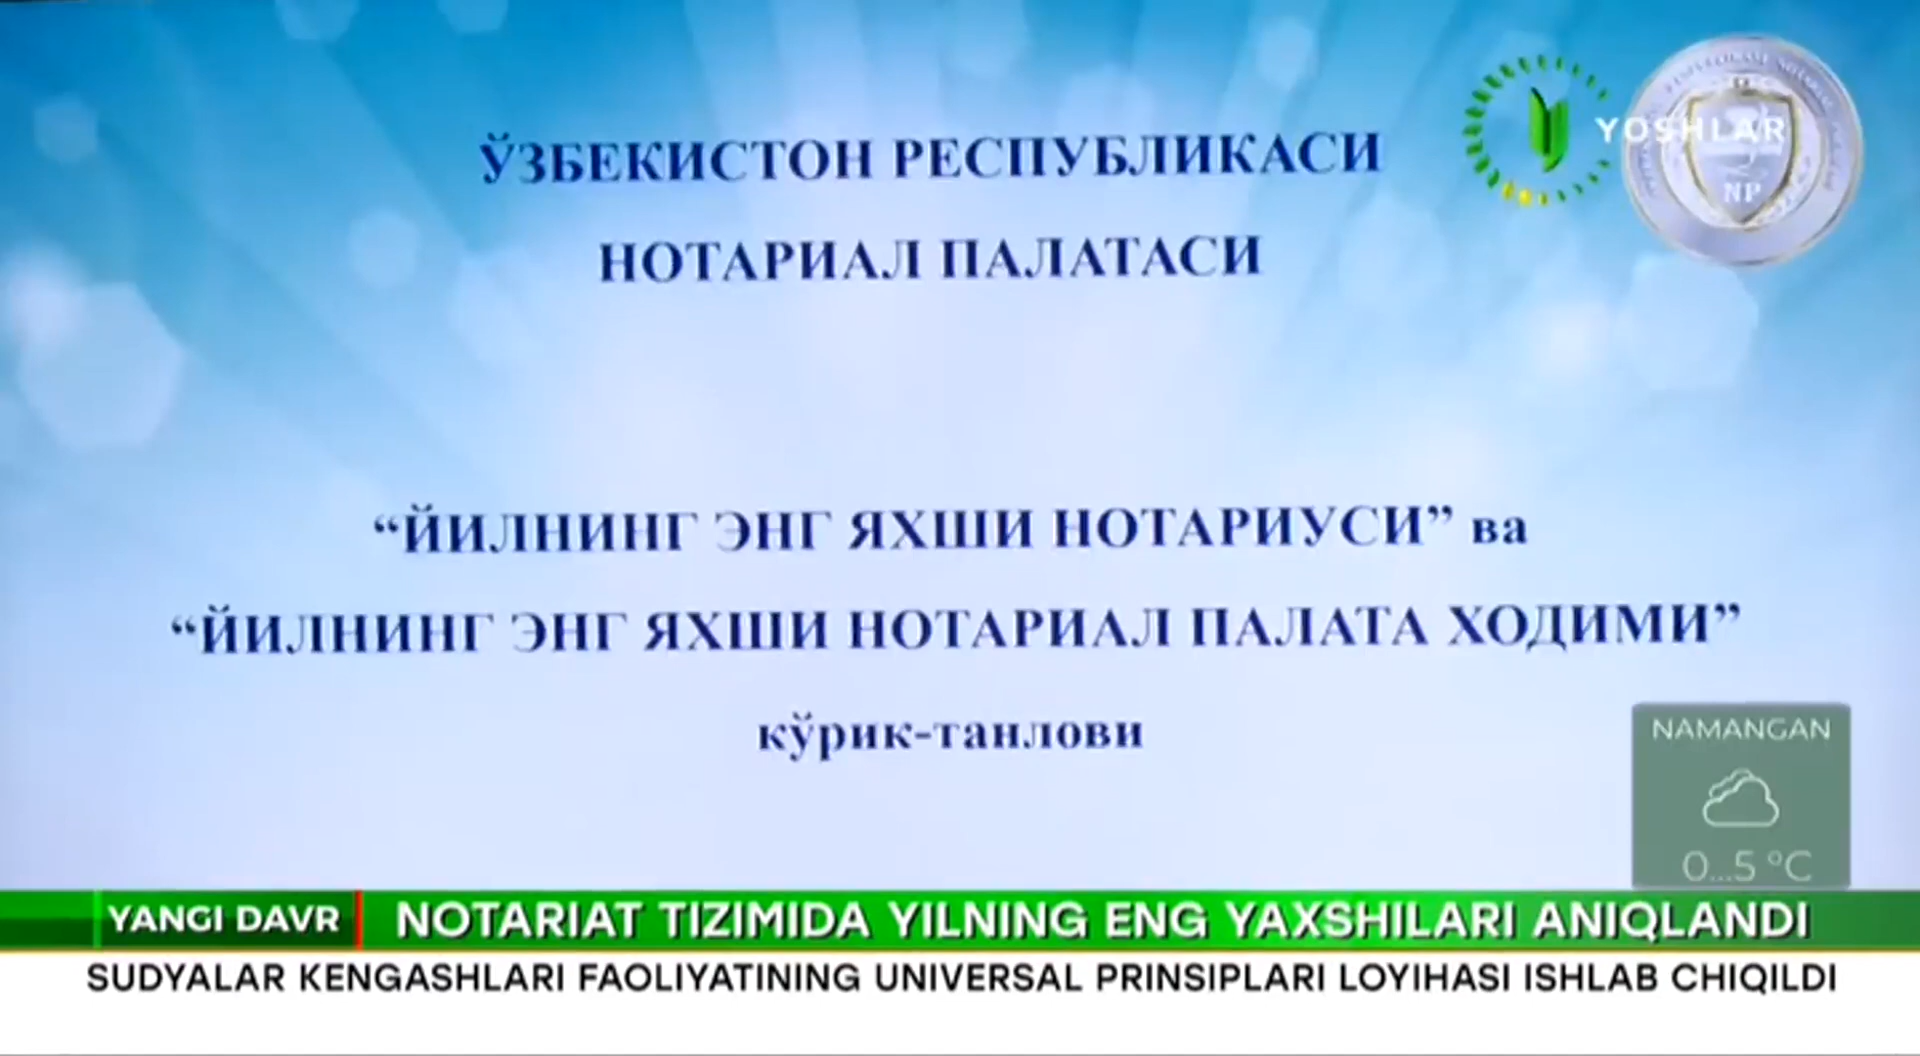 ЎЗБЕКИСТОН РЕСПУБЛИКАСИ
НОТАРИАЛ ПАЛАТАСИ
YOSHLAR
NP
“ЙИЛНИНГ ЭНГ ЯХШИ НОТАРИУСИ” ва
“ЙИЛНИНГ ЭНГ ЯХШИ НОТАРИАЛ ПАЛАТА ХОДИМИ”
кўрик-танлови
NAMANGAN
0...5 °C
YANGI DAVR
NOTARIAT TIZIMIDA YILNING ENG YAXSHILARI ANIQLANDI
SUDYALAR KENGASHLARI FAOLIYATINING UNIVERSAL PRINSIPLARI LOYIHASI ISHLAB CHIQILDI